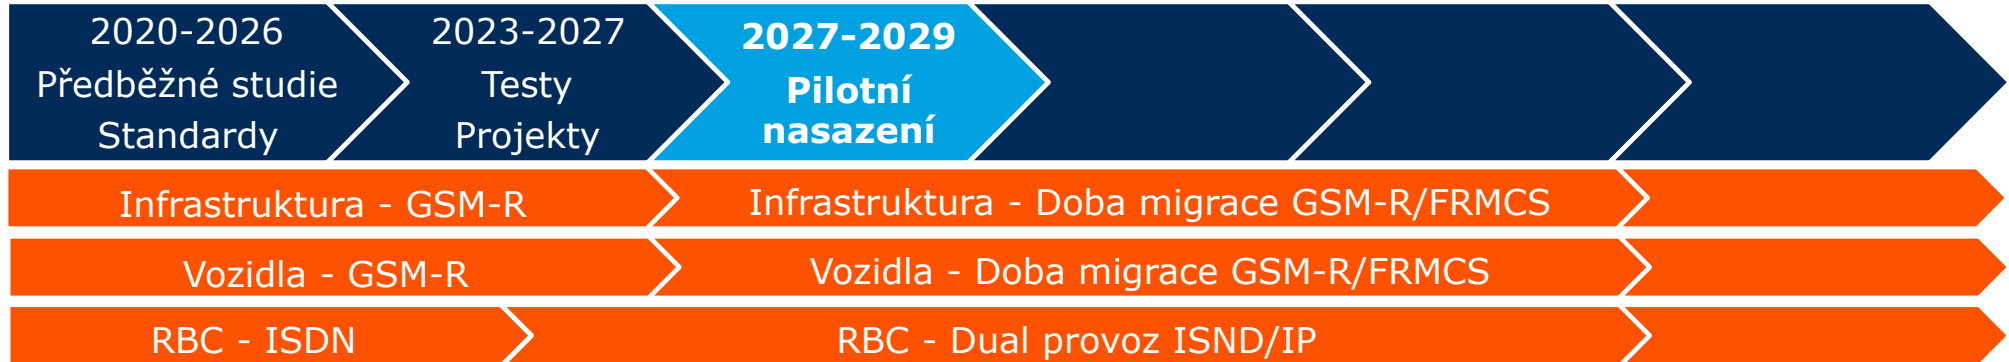 2020-2026
Předběžné studie
Standardy
2023-2027
Testy
Projekty
2027-2029
Pilotní
nasazení
Infrastruktura - GSM-R
Infrastruktura - Doba migrace GSM-R/FRMCS
Vozidla - GSM-R
Vozidla - Doba migrace GSM-R/FRMCS
RBC - ISDN
RBC - Dual provoz ISND/IP